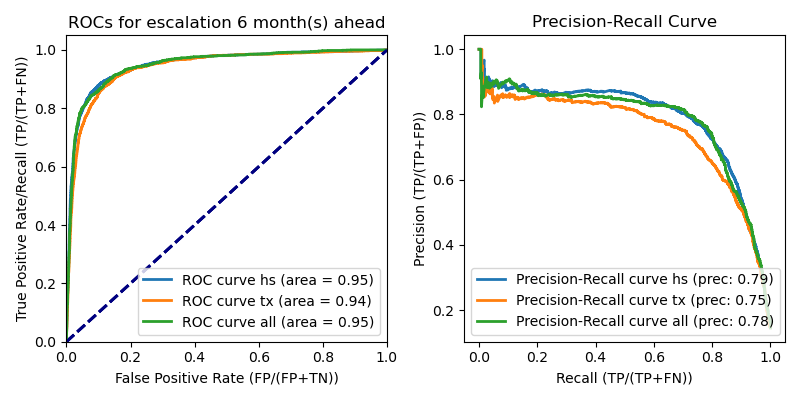 ROCs for escalation 6 month(s) ahead
True Positive Rate/Recall (TP/(TP+FN))
1.0
0.8
0.6
0.4
0.2
0.0
ROC curve hs (area = 0.95)
ROC curve tx (area = 0.94)
ROC curve all (area = 0.95)
0.0 0.2 0.4 0.6 0.8 1.0
False Positive Rate (FP/(FP+TN))
Precision-Recall Curve
Precision (TP/(TP+FP))
1.0
0.8
0.6
0.4
0.2
Precision-Recall curve hs (prec: 0.79)
Precision-Recall curve tx (prec: 0.75)
Precision-Recall curve all (prec: 0.78)
0.0 0.2 0.4 0.6 0.8 1.0
Recall (TP/(TP+FN))